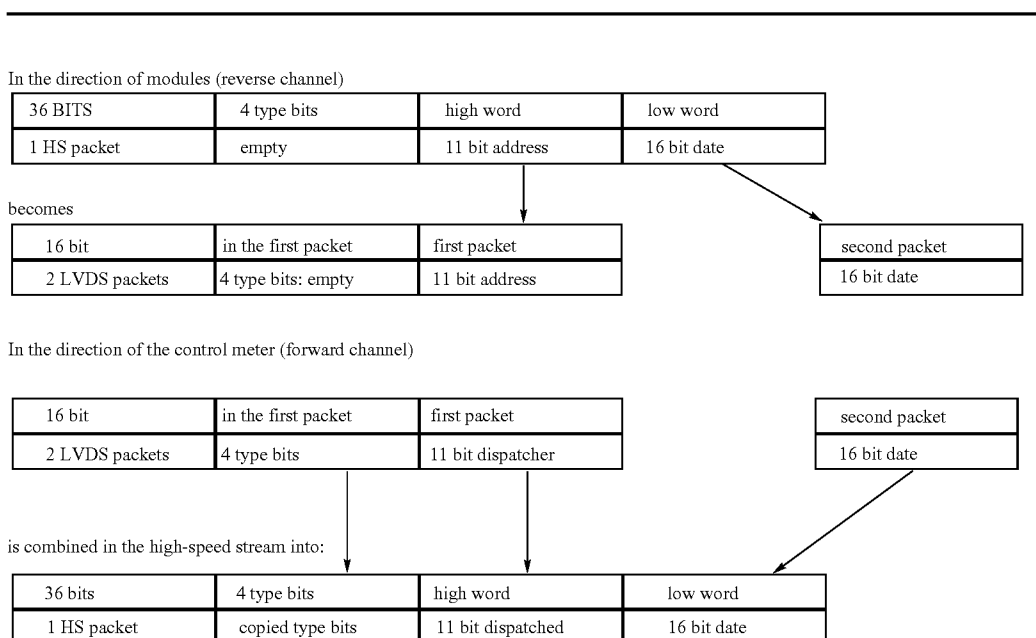 In the direction of modules (reverse channel)
36 BITS 4 type bits high word low word
1 HS packet empty 11 bit address 16 bit date
becomes
16 bit in the first packet first packet second packet
2 LVDS packets 4 type bits: empty 11 bit address 16 bit date
In the direction of the control meter (forward channel)
16 bit in the first packet first packet second packet
2 LVDS packets 4 type bits 11 bit dispatcher 16 bit date
is combined in the high-speed stream into:
36 bits 4 type bits high word low word
1 HS packet copied type bits 11 bit dispatched 16 bit date